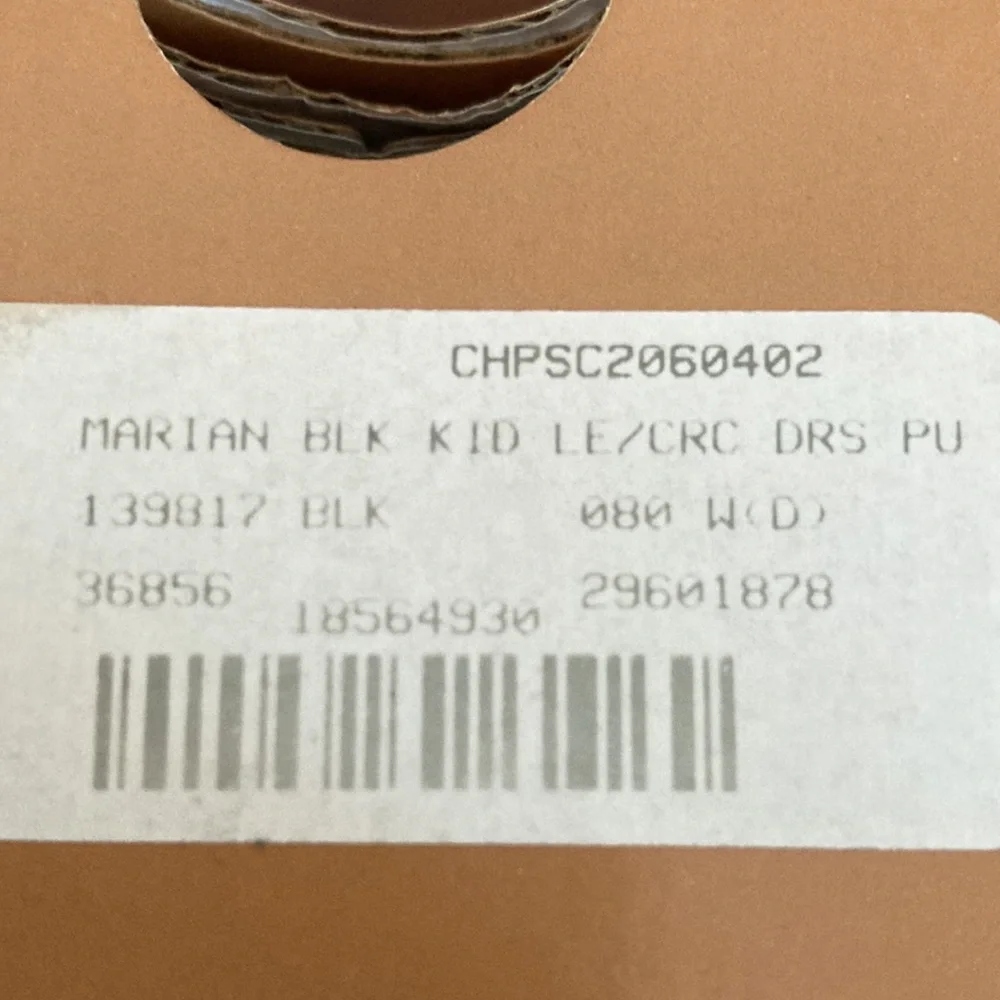 CHPSC2060402
MARIAN BLK KID LE/CRC DRS PU
139817 BLK 080 W(D)
36856 29601878
18564930